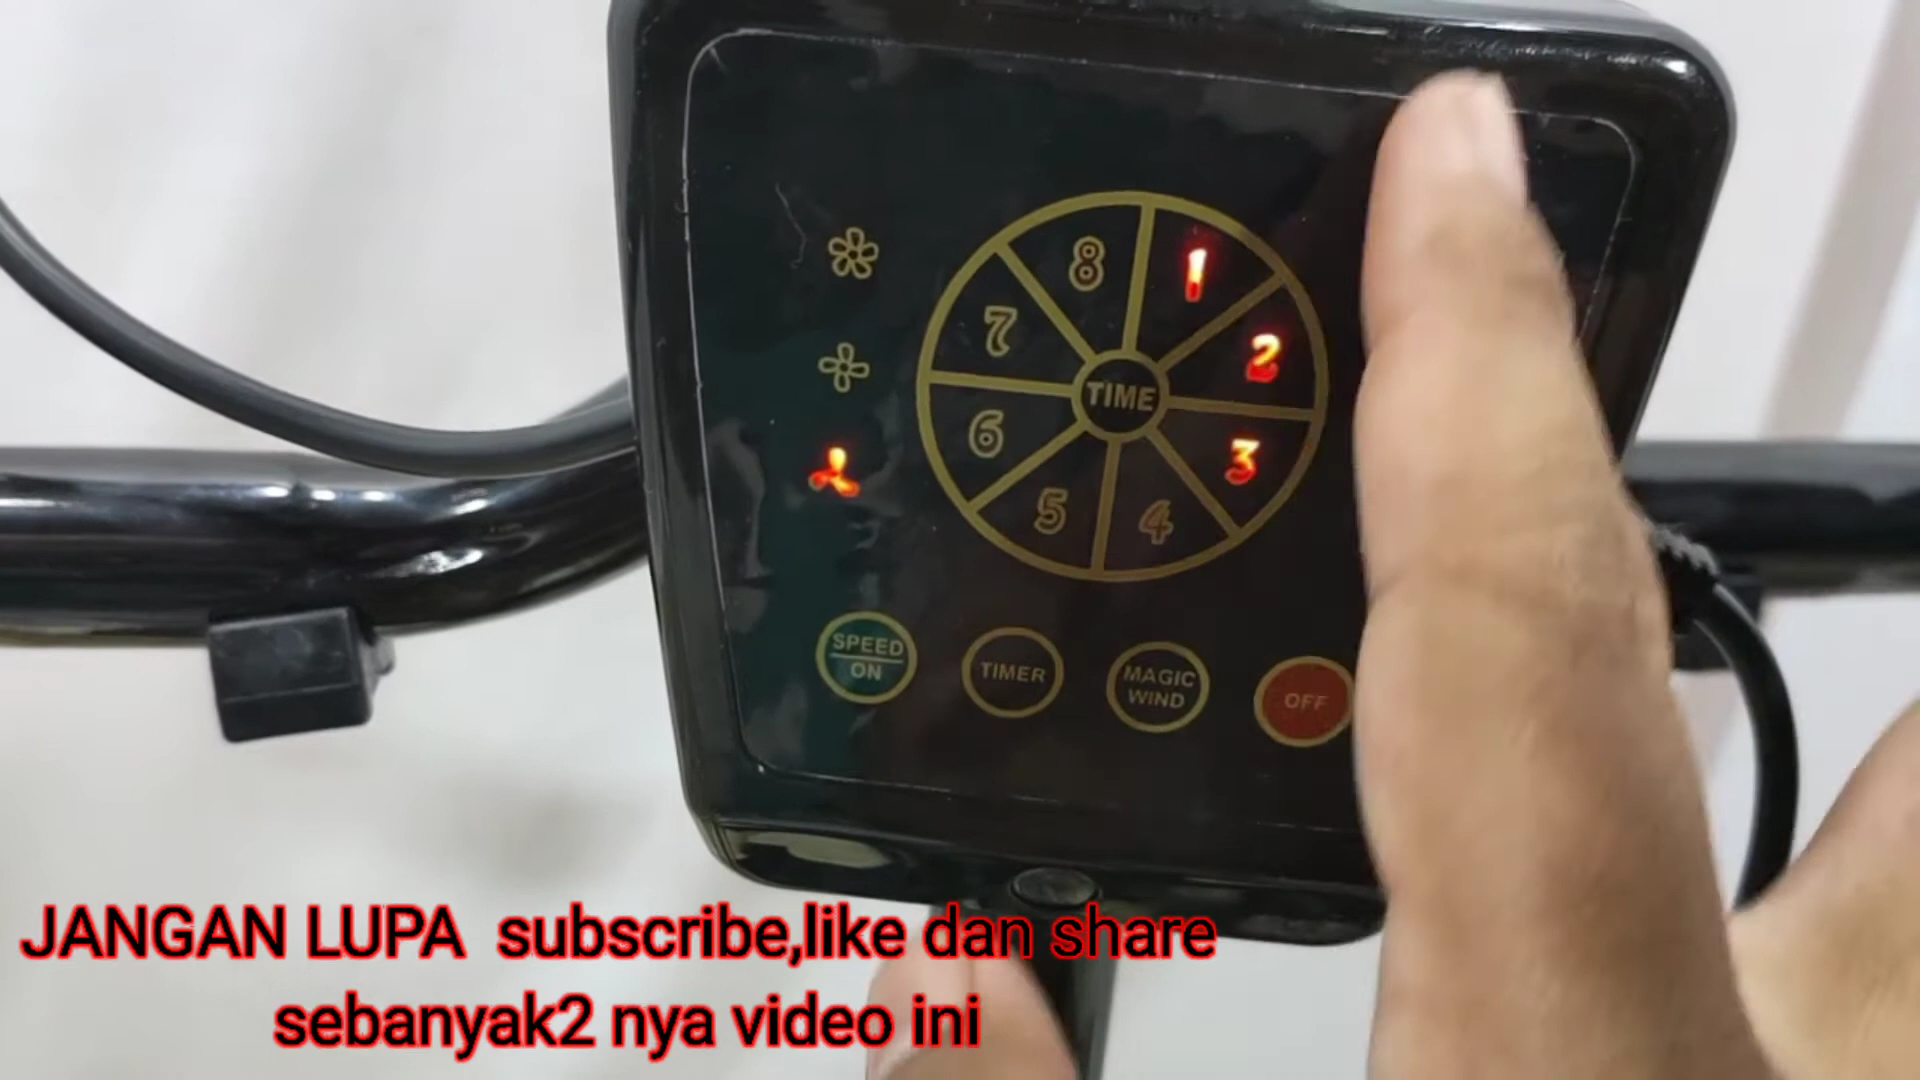 8 1
7 2
TIME
6 3
5 4
SPEED
ON
TIMER
MAGIC
WIND
OFF
JANGAN LUPA subscribe,like dan share
sebanyak2 nya video ini